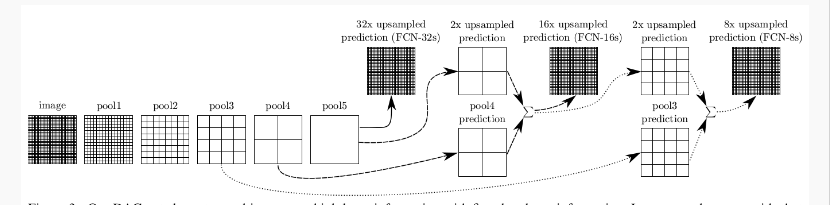 32x upsampled
prediction (FCN-32s)
2x upsampled
prediction
16x upsampled
prediction (FCN-16s)
2x upsampled
prediction
8x upsampled
prediction (FCN-8s)
image
pool1
pool2
pool3
pool4
pool5
pool4
prediction
pool3
prediction
Σ
Σ